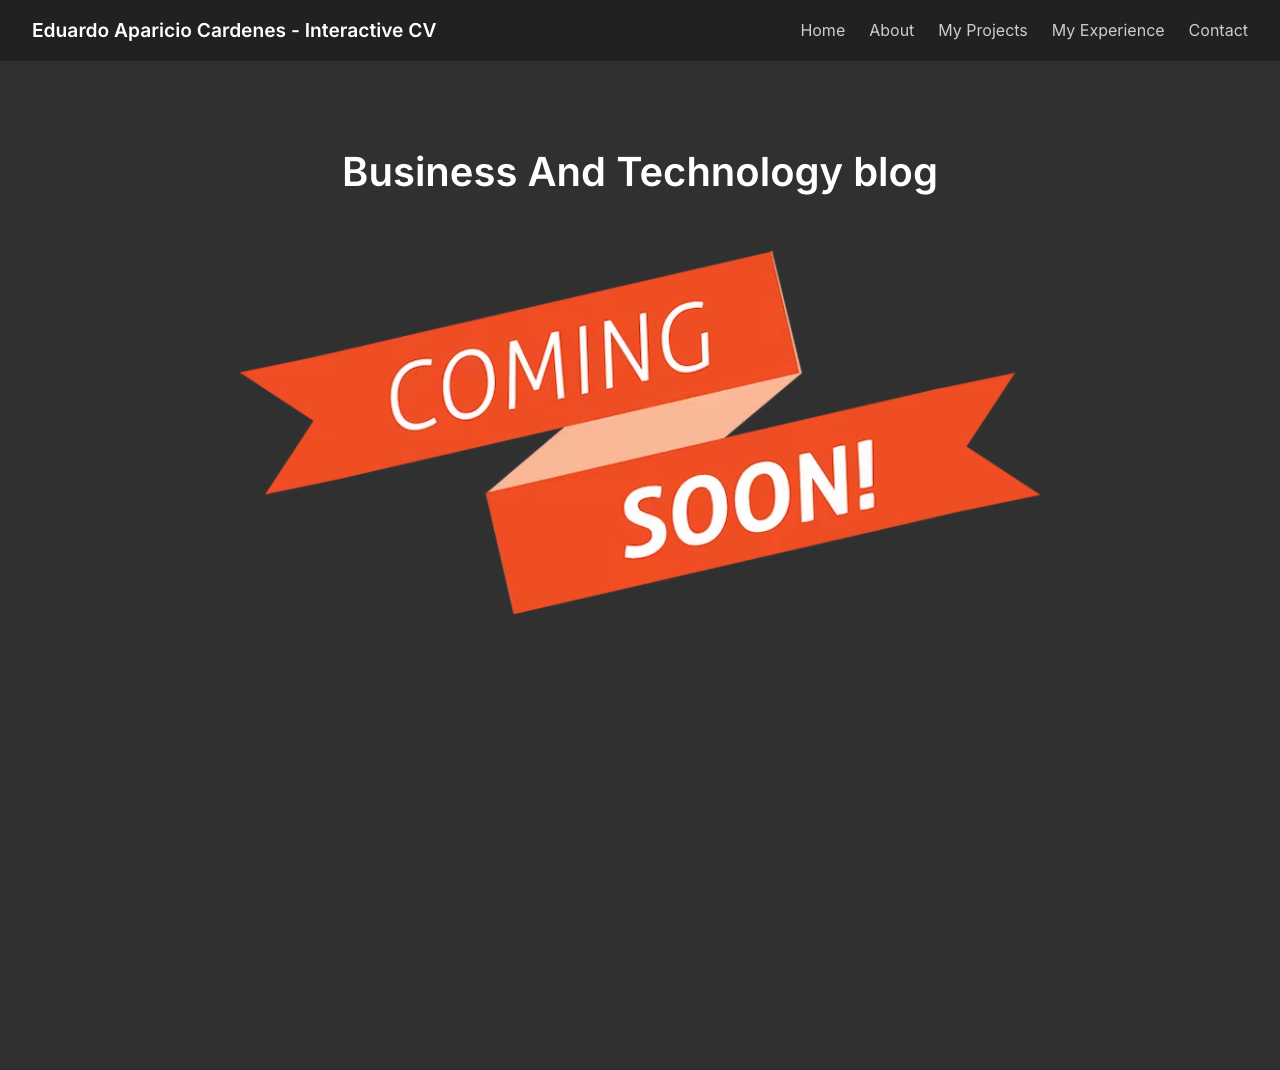 Eduardo Aparicio Cardenes - Interactive CV
Home About My Projects My Experience Contact
Business And Technology blog
COMING
SOON!